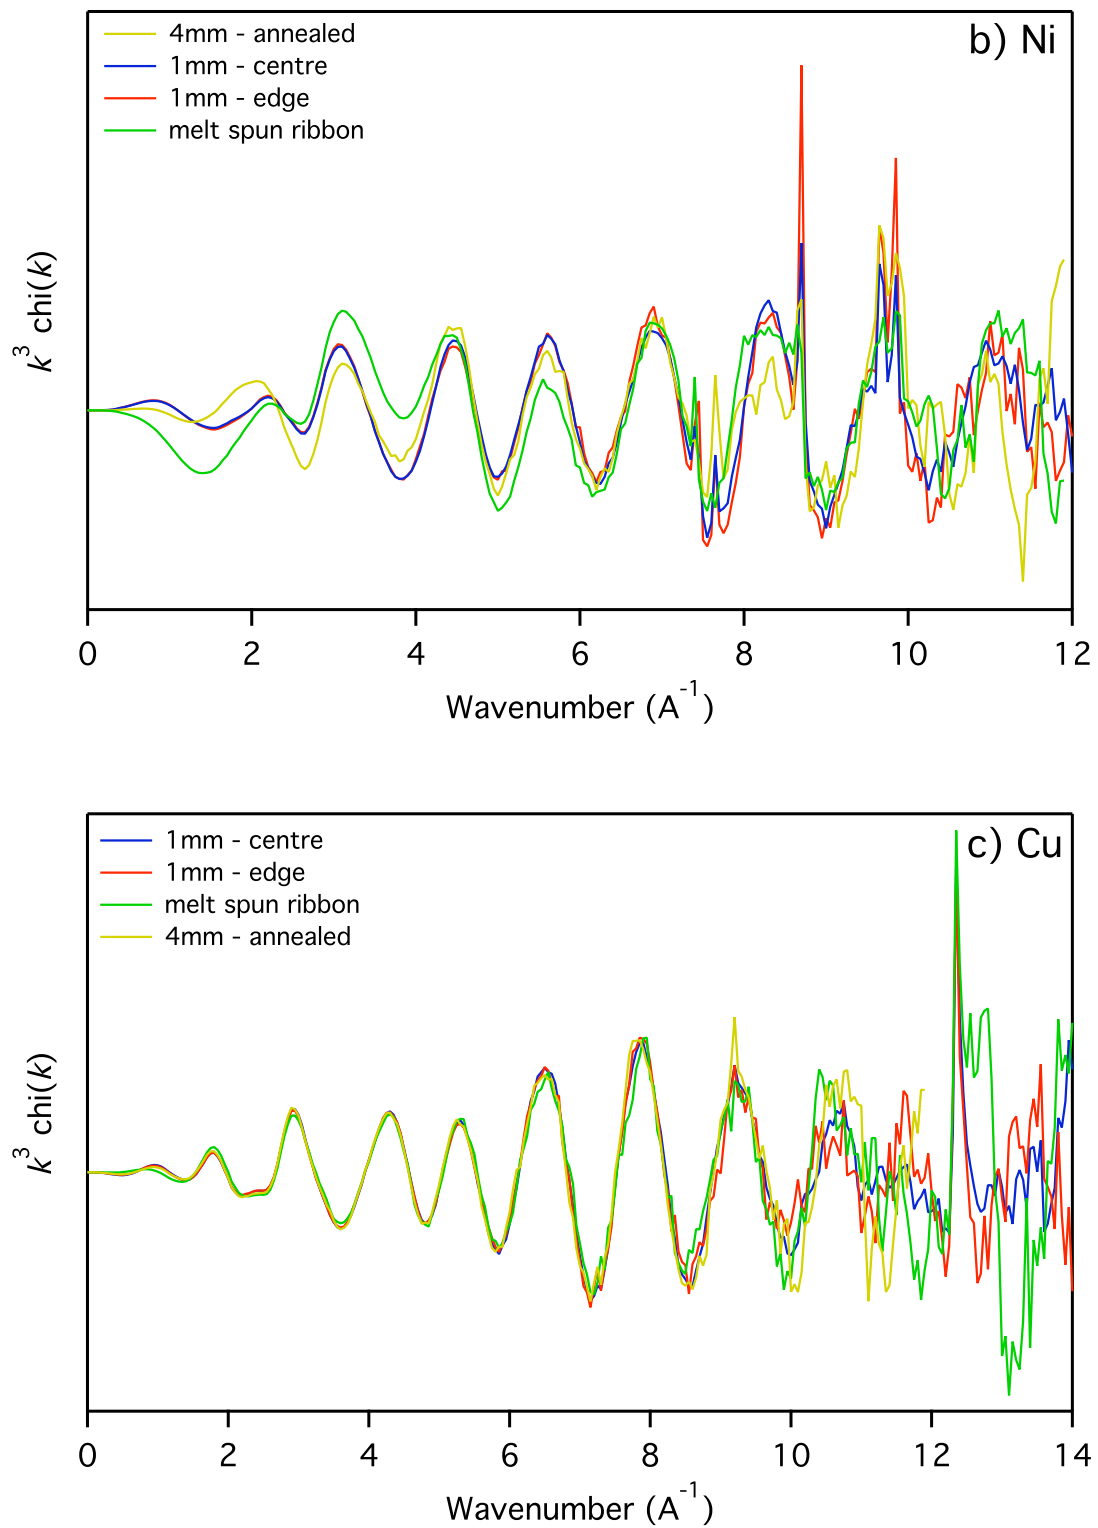 b) Ni
4mm - annealed
1mm - centre
1mm - edge
melt spun ribbon
k³ chi(k)
0 2 4 6 8 10 12
Wavenumber (A⁻¹)
c) Cu
1mm - centre
1mm - edge
melt spun ribbon
4mm - annealed
k³ chi(k)
0 2 4 6 8 10 12 14
Wavenumber (A⁻¹)